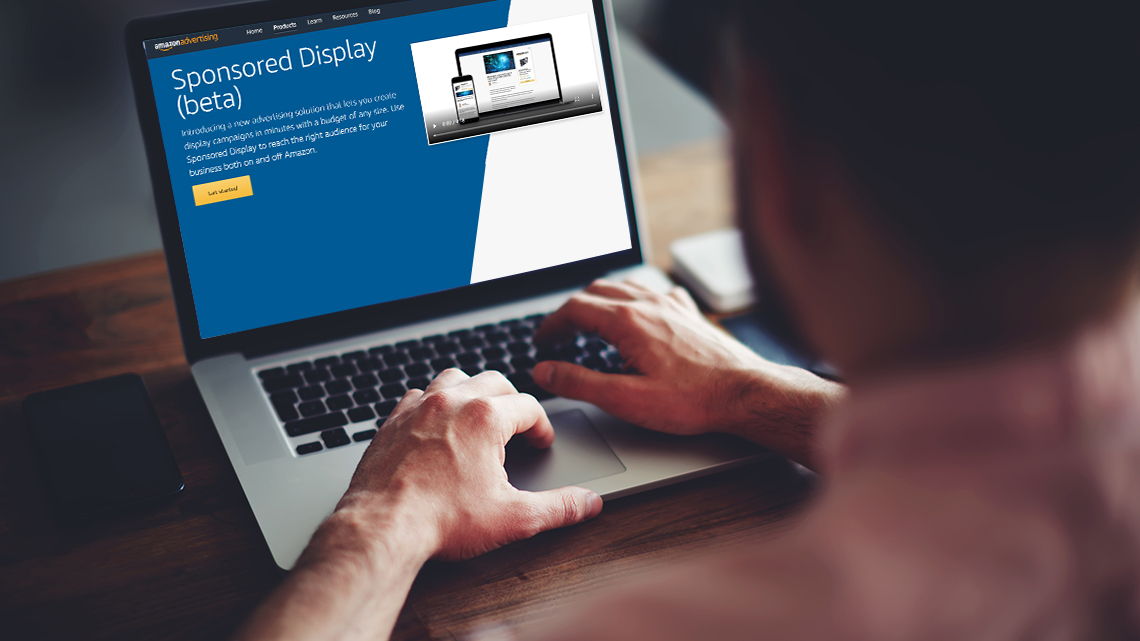 amazonadvertising Home Products Learn Resources Blog
Sponsored Display
(beta)
Introducing a new advertising solution that lets you create
display campaigns in minutes with a budget of any size. Use
Sponsored Display to reach the right audience for your
business both on and off Amazon.
Get started